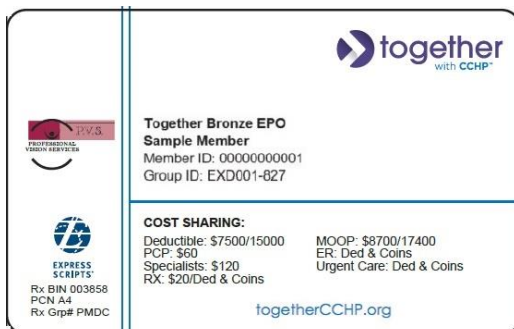 together
with CCHP™
P.V.S.
PROFESSIONAL
VISION SERVICES
Together Bronze EPO
Sample Member
Member ID: 00000000001
Group ID: EXD001-827
EXPRESS
SCRIPTS®
Rx BIN 003858
PCN A4
Rx Grp# PMDC
COST SHARING:
Deductible: $7500/15000
PCP: $60
Specialists: $120
RX: $20/Ded & Coins
MOOP: $8700/17400
ER: Ded & Coins
Urgent Care: Ded & Coins
togetherCCHP.org